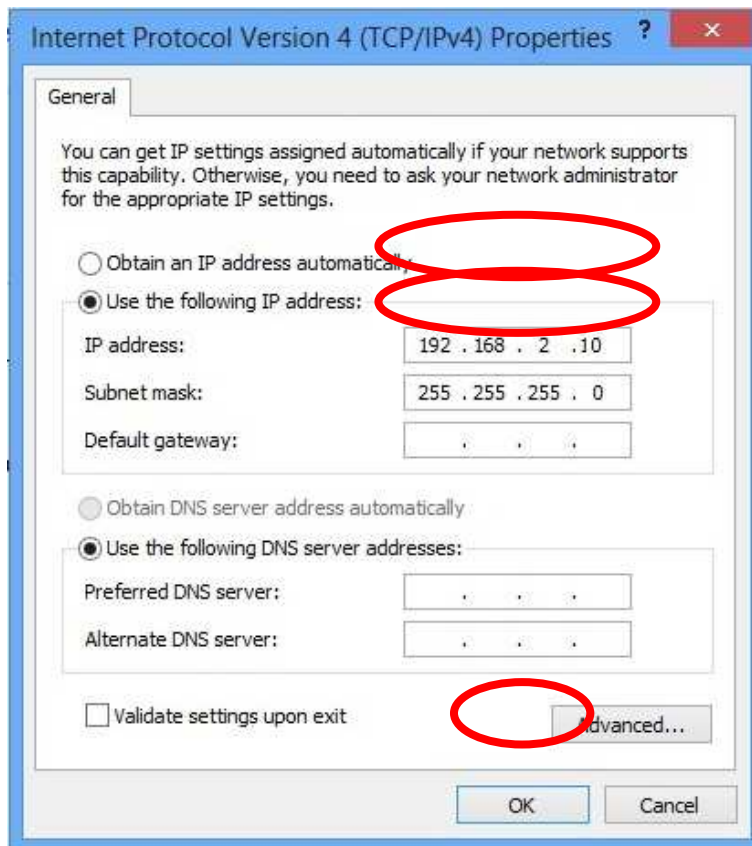 Internet Protocol Version 4 (TCP/IPv4) Properties ? ×
General
You can get IP settings assigned automatically if your network supports
this capability. Otherwise, you need to ask your network administrator
for the appropriate IP settings.
Obtain an IP address automatically
Use the following IP address:
IP address: 192 . 168 . 2 .10
Subnet mask: 255 . 255 . 255 . 0
Default gateway: . . .
Obtain DNS server address automatically
Use the following DNS server addresses:
Preferred DNS server: . . .
Alternate DNS server: . . .
Validate settings upon exit Advanced...
OK Cancel